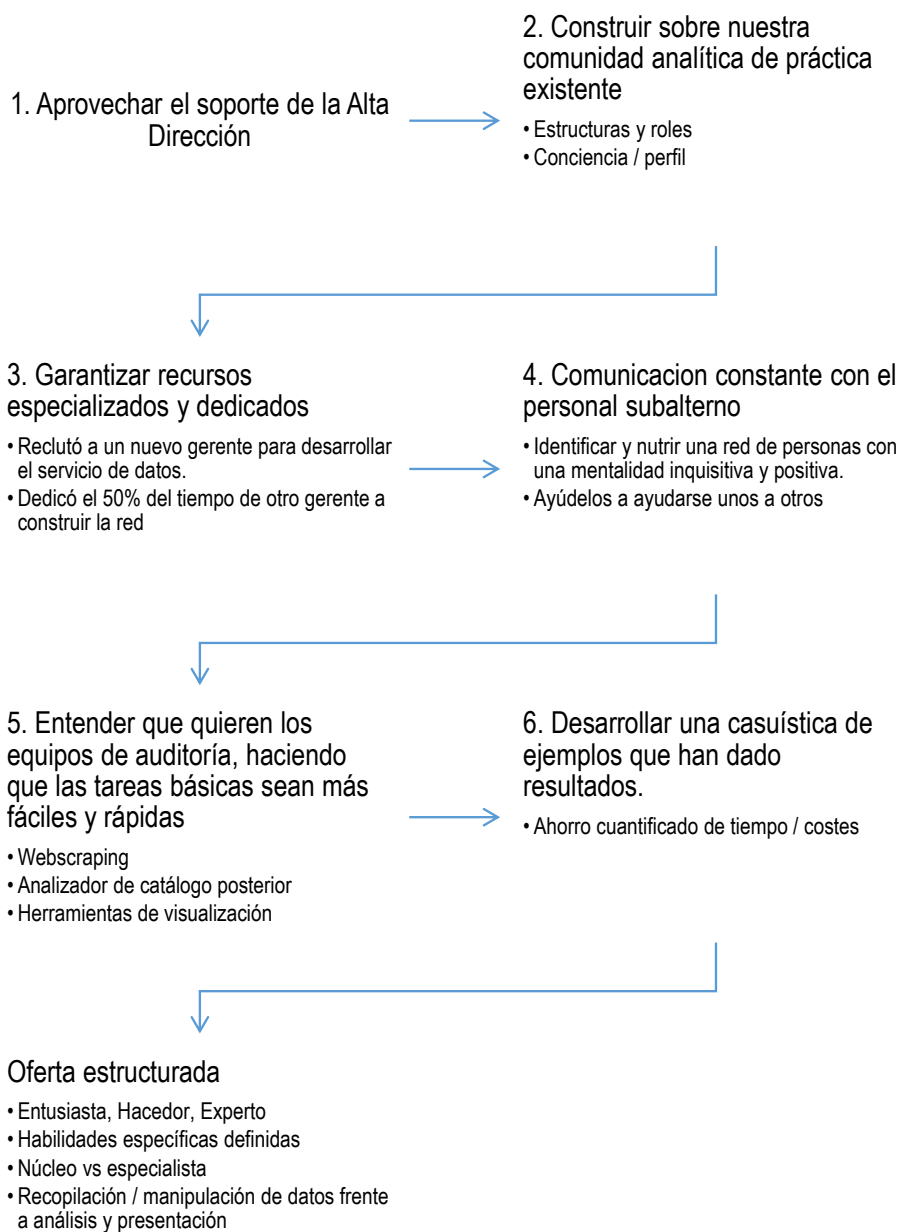 1. Aprovechar el soporte de la Alta
Dirección
2. Construir sobre nuestra
comunidad analítica de práctica
existente
• Estructuras y roles
• Conciencia / perfil
3. Garantizar recursos
especializados y dedicados
• Reclutó a un nuevo gerente para desarrollar
el servicio de datos.
• Dedicó el 50% del tiempo de otro gerente a
construir la red
4. Comunicacion constante con el
personal subalterno
• Identificar y nutrir una red de personas con
una mentalidad inquisitiva y positiva.
• Ayúdelos a ayudarse unos a otros
5. Entender que quieren los
equipos de auditoría, haciendo
que las tareas básicas sean más
fáciles y rápidas
• Webscraping
• Analizador de catálogo posterior
• Herramientas de visualización
6. Desarrollar una casuística de
ejemplos que han dado
resultados.
• Ahorro cuantificado de tiempo / costes
Oferta estructurada
• Entusiasta, Hacedor, Experto
• Habilidades específicas definidas
• Núcleo vs especialista
• Recopilación / manipulación de datos frente
a análisis y presentación